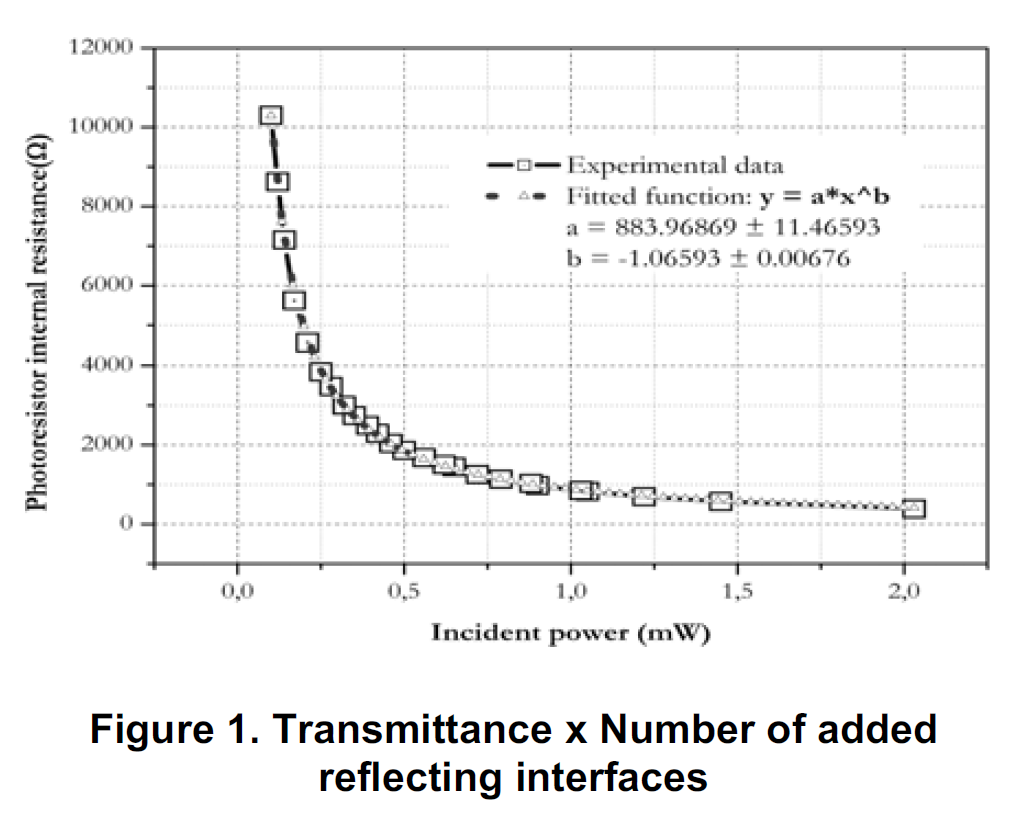 12000
10000
8000
6000
4000
2000
0
Photoresistor internal resistance(Ω)
Experimental data
Fitted function: y = a*x^b
a = 883.96869 ± 11.46593
b = -1.06593 ± 0.00676
0,0 0,5 1,0 1,5 2,0
Incident power (mW)
Figure 1. Transmittance x Number of added
reflecting interfaces